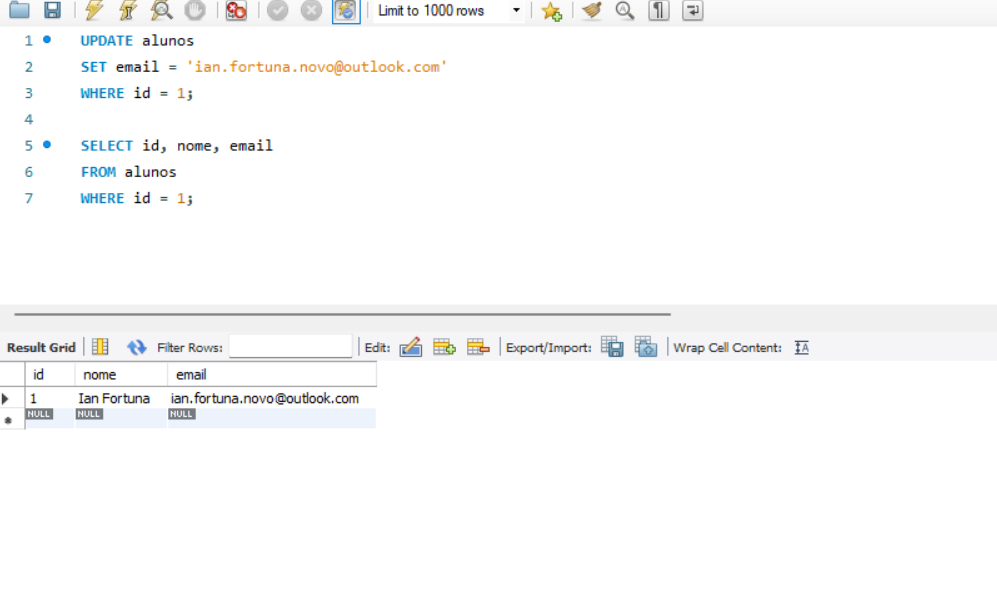 Limit to 1000 rows
1 UPDATE alunos
2 SET email = 'ian.fortuna.novo@outlook.com'
3 WHERE id = 1;
4
5 SELECT id, nome, email
6 FROM alunos
7 WHERE id = 1;
Result Grid Filter Rows: Edit: Export/Import: Wrap Cell Content: IA
id nome email
1 Ian Fortuna ian.fortuna.novo@outlook.com
NULL NULL NULL